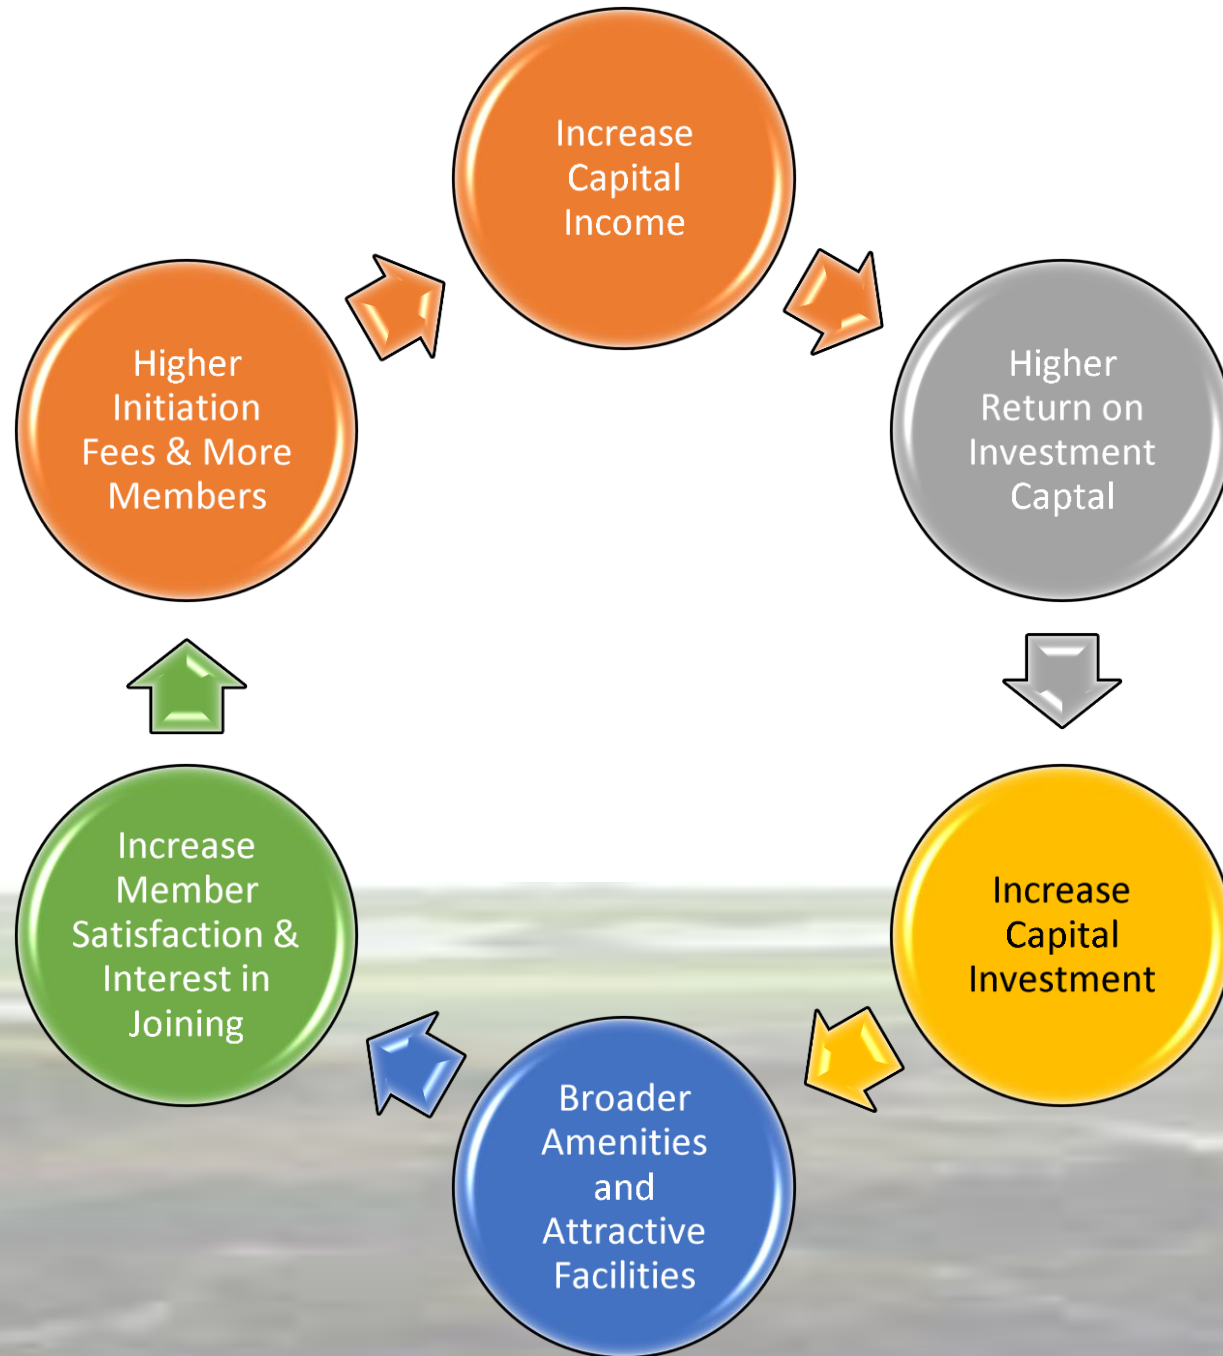 Increase
Capital
Income
Higher
Return on
Investment
Captal
Increase
Capital
Investment
Broader
Amenities
and
Attractive
Facilities
Increase
Member
Satisfaction &
Interest in
Joining
Higher
Initiation
Fees & More
Members